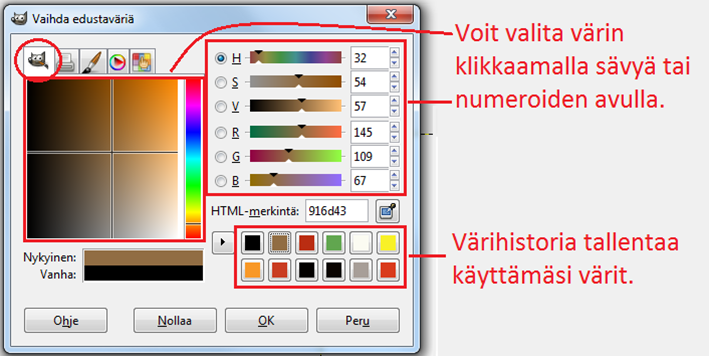 Vaihda edustaväriä
H 32
S 54
V 57
R 145
G 109
B 67
HTML-merkintä: 916d43
Nykyinen:
Vanha:
Ohje Nollaa OK Peru
Voit valita värin
klikkaamalla sävyä tai
numeroiden avulla.
Värihistoria tallentaa
käyttämäsi värit.